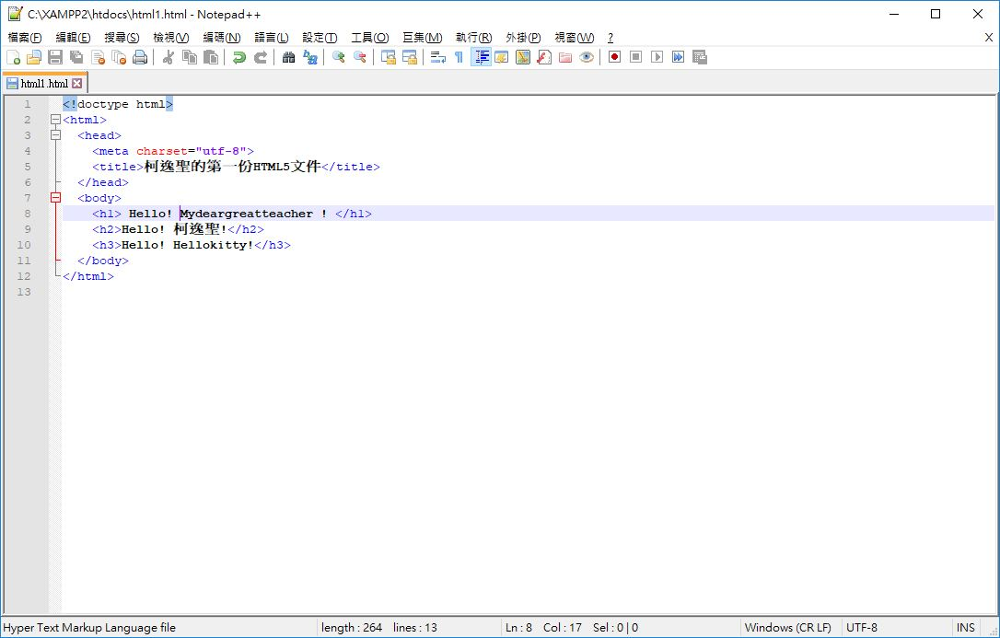 C:\XAMPP2\htdocs\html1.html - Notepad++
檔案(F) 編輯(E) 搜尋(S) 檢視(V) 編碼(N) 語言(L) 設定(T) 工具(O) 巨集(M) 執行(R) 外掛(P) 視窗(W) ? X
html1.html
1 <!doctype html>
2 <html>
3 <head>
4 <meta charset="utf-8">
5 <title>柯逸聖的第一份HTML5文件</title>
6 </head>
7 <body>
8 <h1> Hello! Mydeargreatteacher ! </h1>
9 <h2>Hello! 柯逸聖!</h2>
10 <h3>Hello! Hellokitty!</h3>
11 </body>
12 </html>
13
Hyper Text Markup Language file length : 264 lines : 13 Ln : 8 Col : 17 Sel : 0 | 0 Windows (CR LF) UTF-8 INS